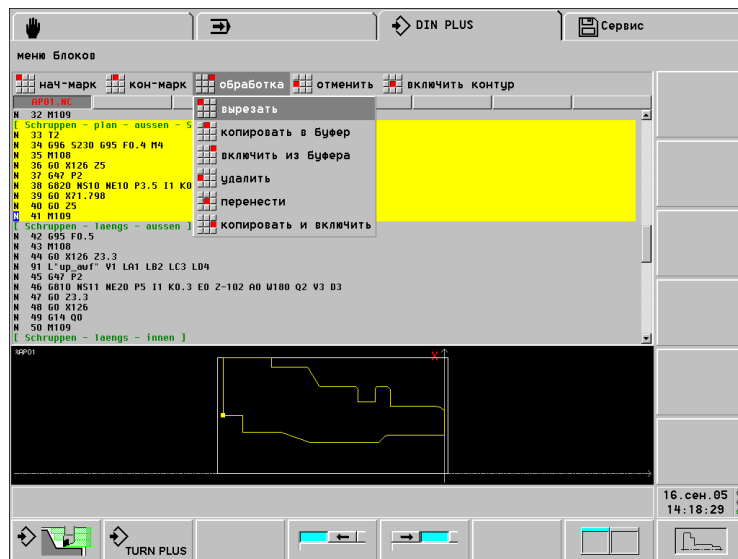 DIN PLUS
Сервис
меню блоков
нач-марк кон-марк обработка отменить включить контур
AP01.NC
вырезать
копировать в буфер
включить из буфера
удалить
перенести
копировать и включить
N 32 M109
[ Schruppen - plan - aussen - S
N 33 T2
N 34 G96 S230 G95 F0.4 M4
N 35 M108
N 36 G0 X126 Z5
N 37 G47 P2
N 38 G820 NS10 NE10 P3.5 I1 K0
N 39 G0 X71.798
N 40 G0 Z5
N 41 M109
[ Schruppen - laengs - aussen ]
N 42 G95 F0.5
N 43 M108
N 44 G0 X126 Z3.3
N 91 L"up_auf" V1 LA1 LB2 LC3 LD4
N 45 G47 P2
N 46 G810 NS11 NE20 P5 I1 K0.3 E0 Z-102 A0 W180 Q2 V3 D3
N 47 G0 Z3.3
N 48 G0 X126
N 49 G14 Q0
N 50 M109
[ Schruppen - laengs - innen ]
%AP01
X
16.сен.05
14:18:29
TURN PLUS